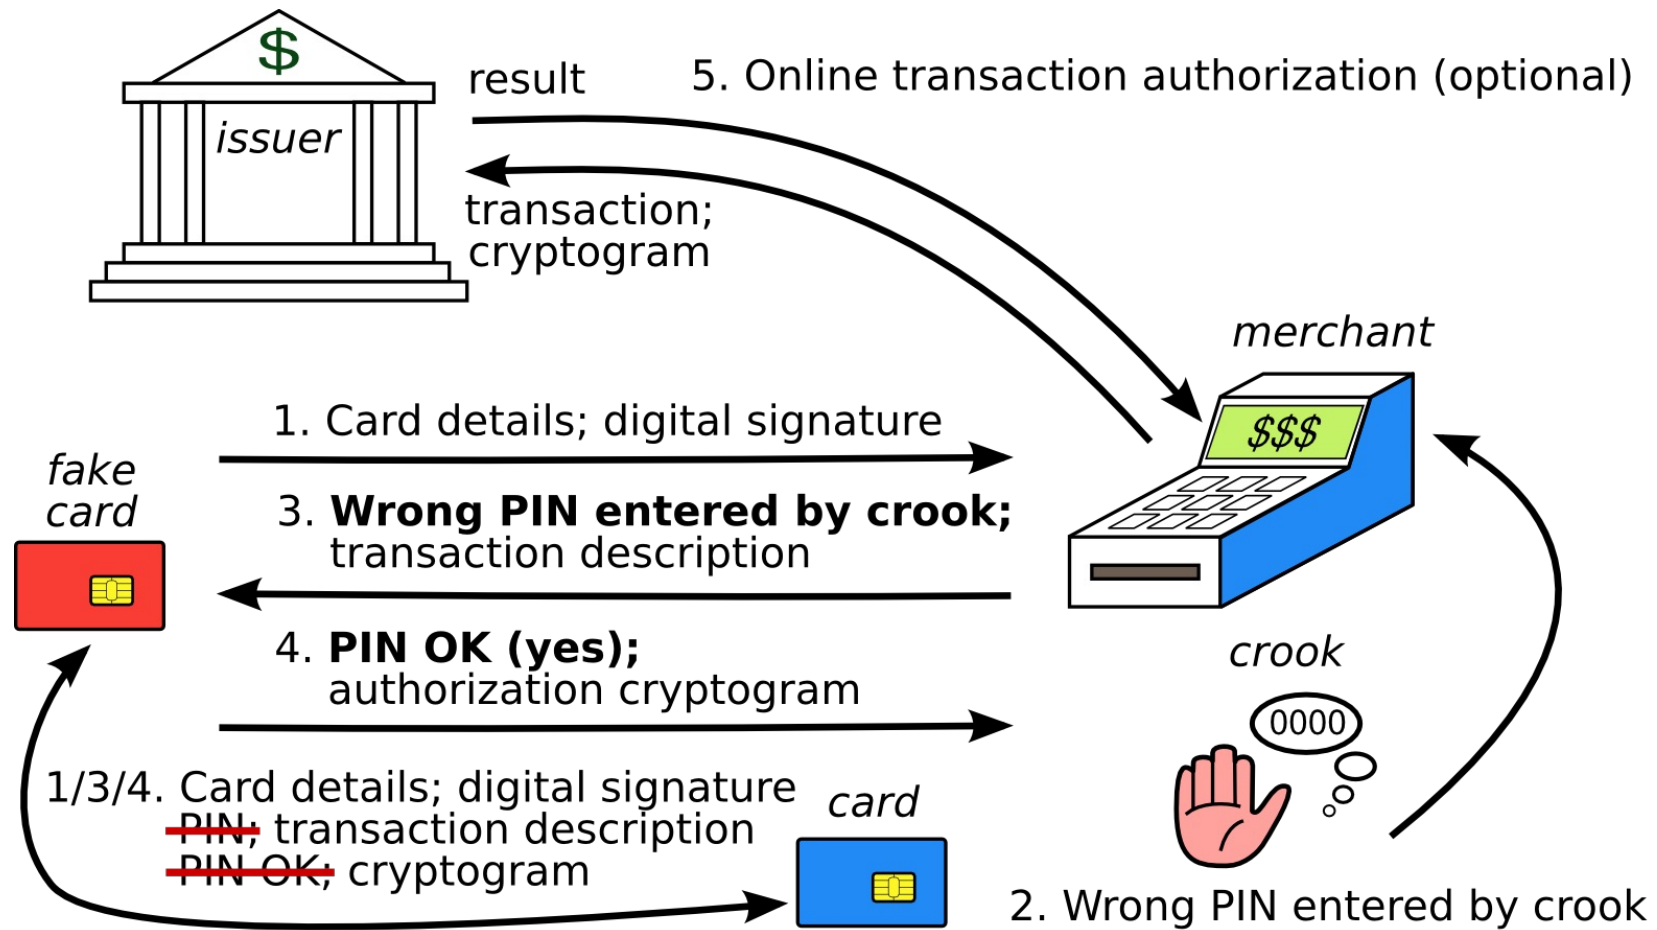 $
result
5. Online transaction authorization (optional)
issuer
transaction;
cryptogram
merchant
$$$
1. Card details; digital signature
fake
card
3. Wrong PIN entered by crook;
transaction description
4. PIN OK (yes);
authorization cryptogram
crook
0000
1/3/4. Card details; digital signature
PIN; transaction description
PIN OK; cryptogram
card
2. Wrong PIN entered by crook